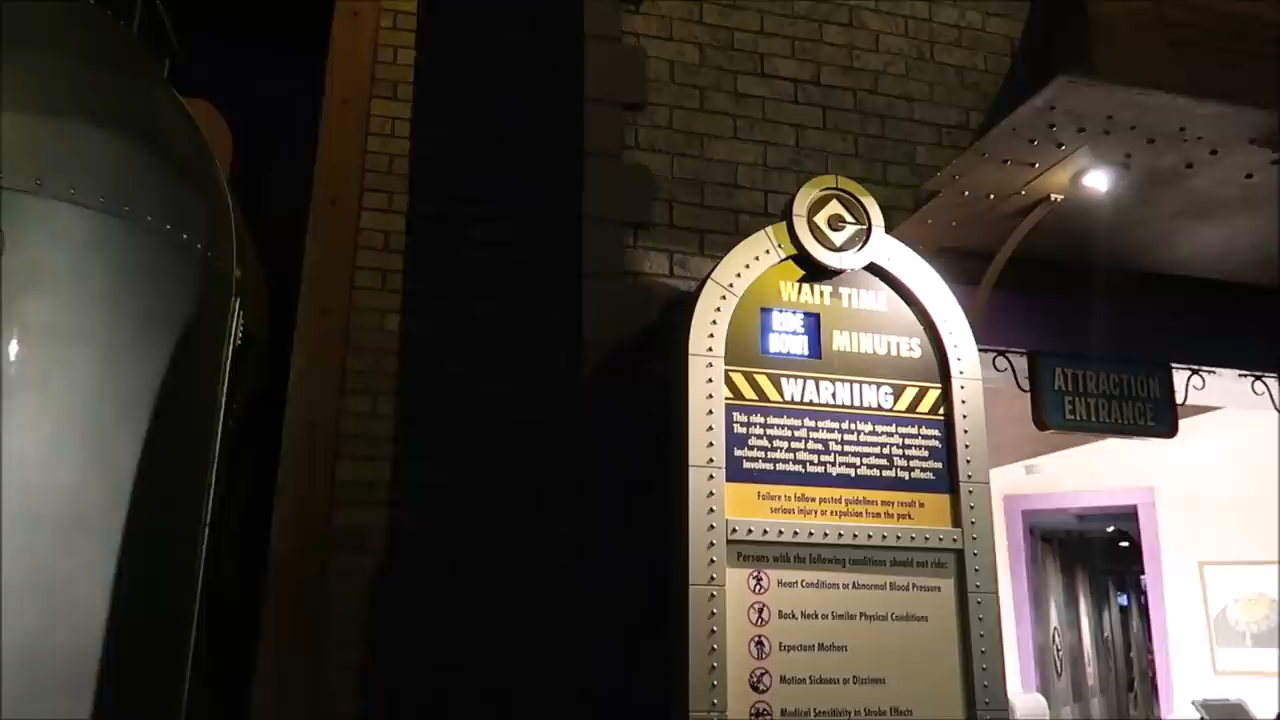 WAIT TIME
RIDE
NOW!
MINUTES
WARNING
This ride simulates the action of a high speed aerial chase.
The ride vehicle will suddenly and dramatically accelerate,
climb, stop and dive. The movement of the vehicle
includes sudden tilting and jarring actions. This attraction
involves strobes, laser lighting effects and fog effects.
Failure to follow posted guidelines may result in
serious injury or expulsion from the park.
Persons with the following conditions should not ride:
Heart Conditions or Abnormal Blood Pressure
Back, Neck or Similar Physical Conditions
Expectant Mothers
Motion Sickness or Dizziness
Medical Sensitivity to Strobe Effects
ATTRACTION
ENTRANCE